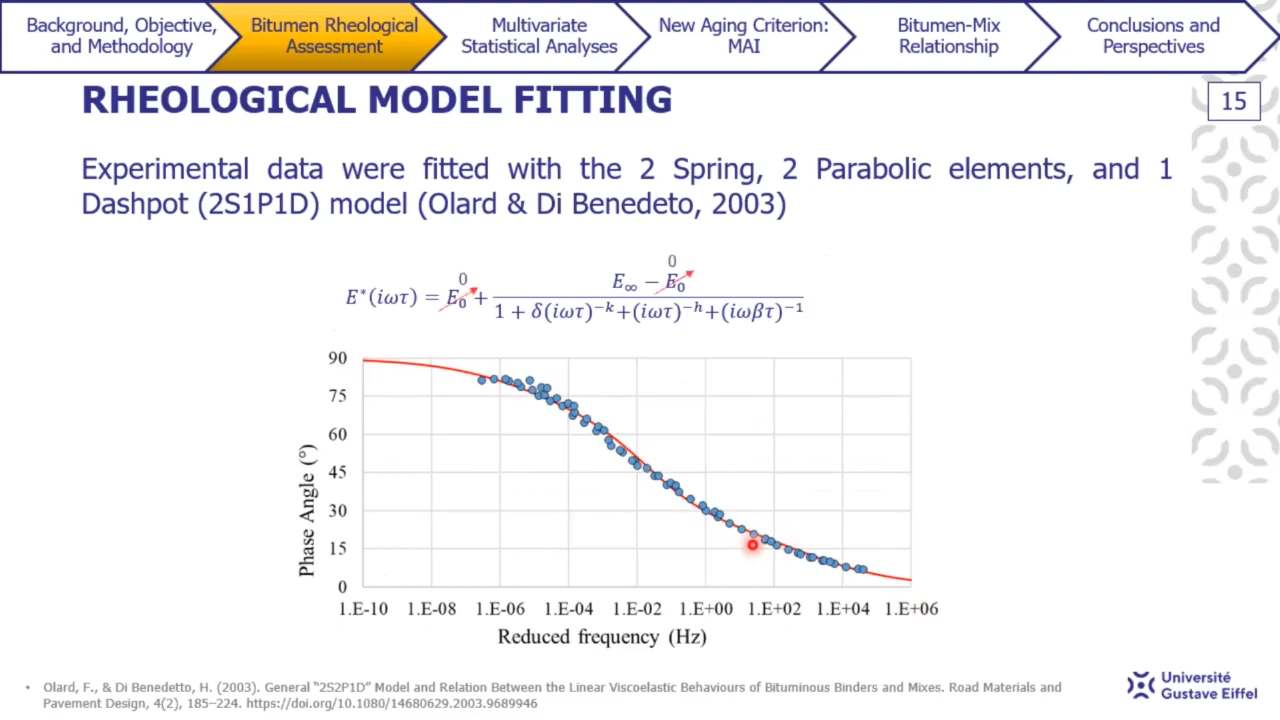 Background, Objective,
and Methodology
Bitumen Rheological
Assessment
Multivariate
Statistical Analyses
New Aging Criterion:
MAI
Bitumen-Mix
Relationship
Conclusions and
Perspectives
RHEOLOGICAL MODEL FITTING
15
Experimental data were fitted with the 2 Spring, 2 Parabolic elements, and 1
Dashpot (2S1P1D) model (Olard & Di Benedeto, 2003)
0
0
E*(iωτ) = E₀ + (E∞ − E₀) / (1 + δ(iωτ)^−k+(iωτ)^−h+(iωβτ)^−1)
90
75
60
45
30
15
0
Phase Angle (°)
1.E-10 1.E-08 1.E-06 1.E-04 1.E-02 1.E+00 1.E+02 1.E+04 1.E+06
Reduced frequency (Hz)
• Olard, F., & Di Benedetto, H. (2003). General “2S2P1D” Model and Relation Between the Linear Viscoelastic Behaviours of Bituminous Binders and Mixes. Road Materials and
Pavement Design, 4(2), 185–224. https://doi.org/10.1080/14680629.2003.9689946
Université
Gustave Eiffel